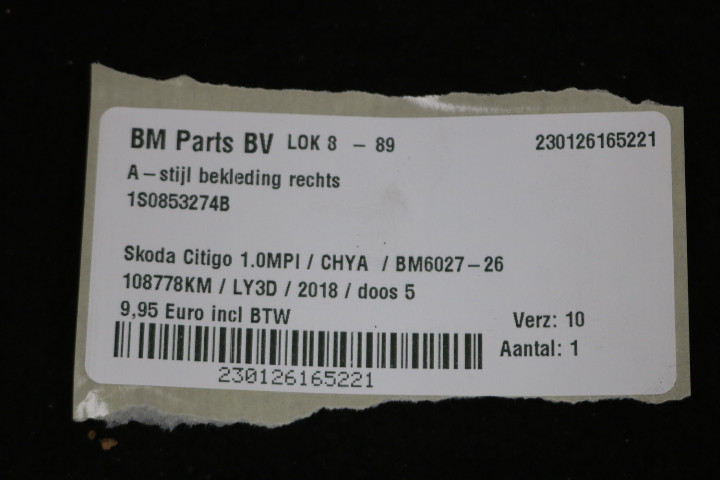 BM Parts BV LOK 8 - 89 230126165221
A-stijl bekleding rechts
1S0853274B
Skoda Citigo 1.0MPI / CHYA / BM6027-26
108778KM / LY3D / 2018 / doos 5
9,95 Euro incl BTW
Verz: 10
Aantal: 1
230126165221